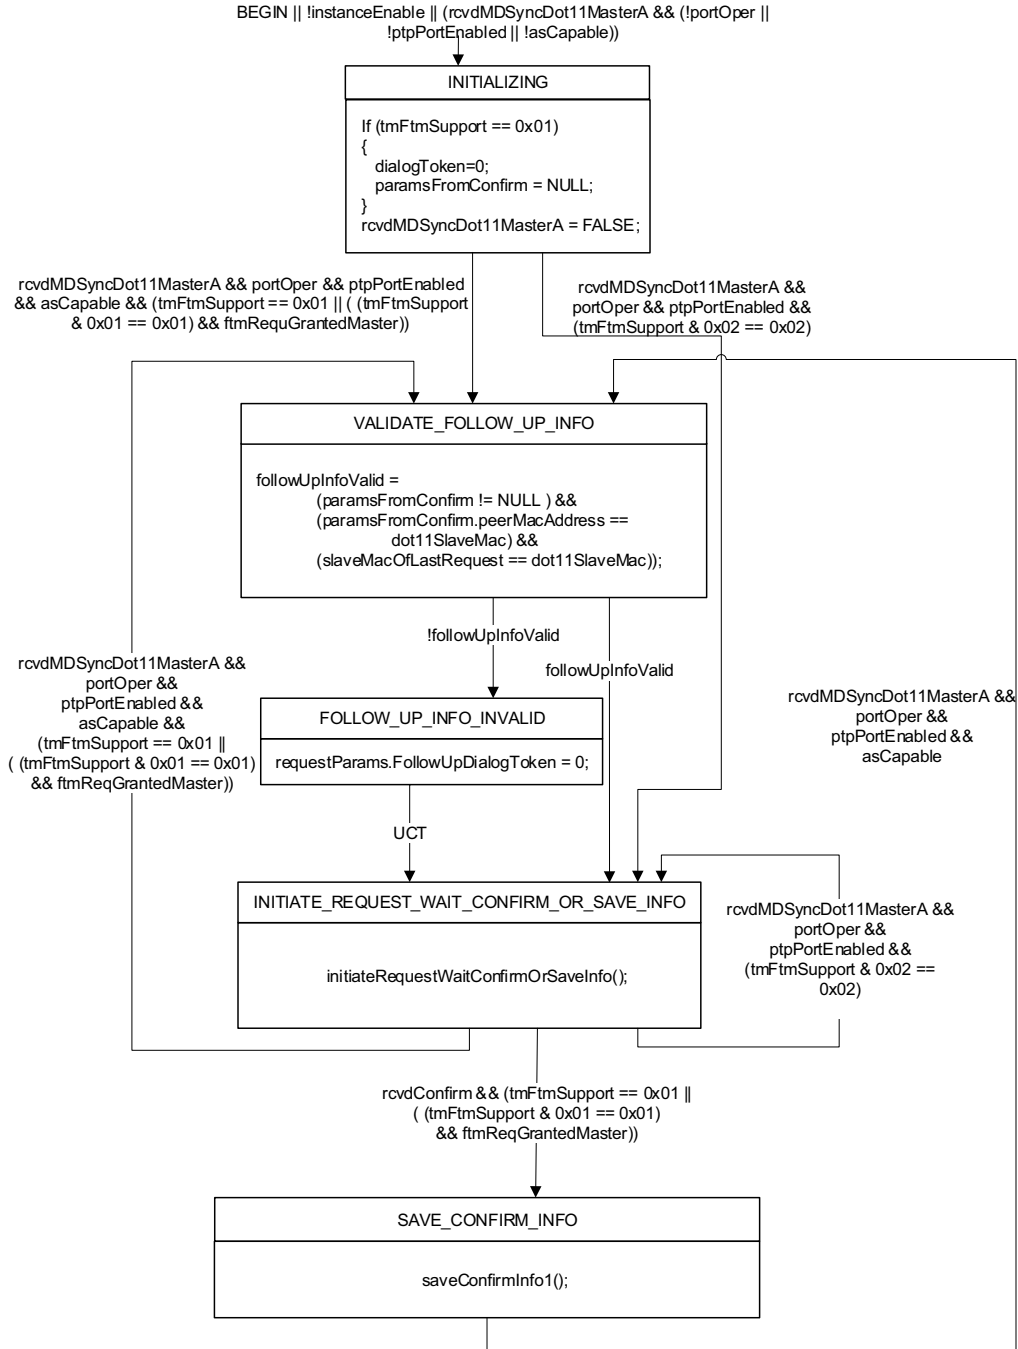 BEGIN || !instanceEnable || (rcvdMDSyncDot11MasterA && (!portOper ||
!ptpPortEnabled || !asCapable))
INITIALIZING
If (tmFtmSupport == 0x01)
{
dialogToken=0;
paramsFromConfirm = NULL;
}
rcvdMDSyncDot11MasterA = FALSE;
rcvdMDSyncDot11MasterA && portOper && ptpPortEnabled
&& asCapable && (tmFtmSupport == 0x01 || ( (tmFtmSupport
& 0x01 == 0x01) && ftmRequGrantedMaster))
rcvdMDSyncDot11MasterA &&
portOper && ptpPortEnabled &&
(tmFtmSupport & 0x02 == 0x02)
VALIDATE_FOLLOW_UP_INFO
followUpInfoValid =
(paramsFromConfirm != NULL ) &&
(paramsFromConfirm.peerMacAddress ==
dot11SlaveMac) &&
(slaveMacOfLastRequest == dot11SlaveMac));
!followUpInfoValid
followUpInfoValid
rcvdMDSyncDot11MasterA &&
portOper &&
ptpPortEnabled &&
asCapable &&
(tmFtmSupport == 0x01 ||
( (tmFtmSupport & 0x01 == 0x01)
&& ftmReqGrantedMaster))
rcvdMDSyncDot11MasterA &&
portOper &&
ptpPortEnabled &&
asCapable
FOLLOW_UP_INFO_INVALID
requestParams.FollowUpDialogToken = 0;
UCT
INITIATE_REQUEST_WAIT_CONFIRM_OR_SAVE_INFO
initiateRequestWaitConfirmOrSaveInfo();
rcvdMDSyncDot11MasterA &&
portOper &&
ptpPortEnabled &&
(tmFtmSupport & 0x02 ==
0x02)
rcvdConfirm && (tmFtmSupport == 0x01 ||
( (tmFtmSupport & 0x01 == 0x01)
&& ftmReqGrantedMaster))
SAVE_CONFIRM_INFO
saveConfirmInfo1();